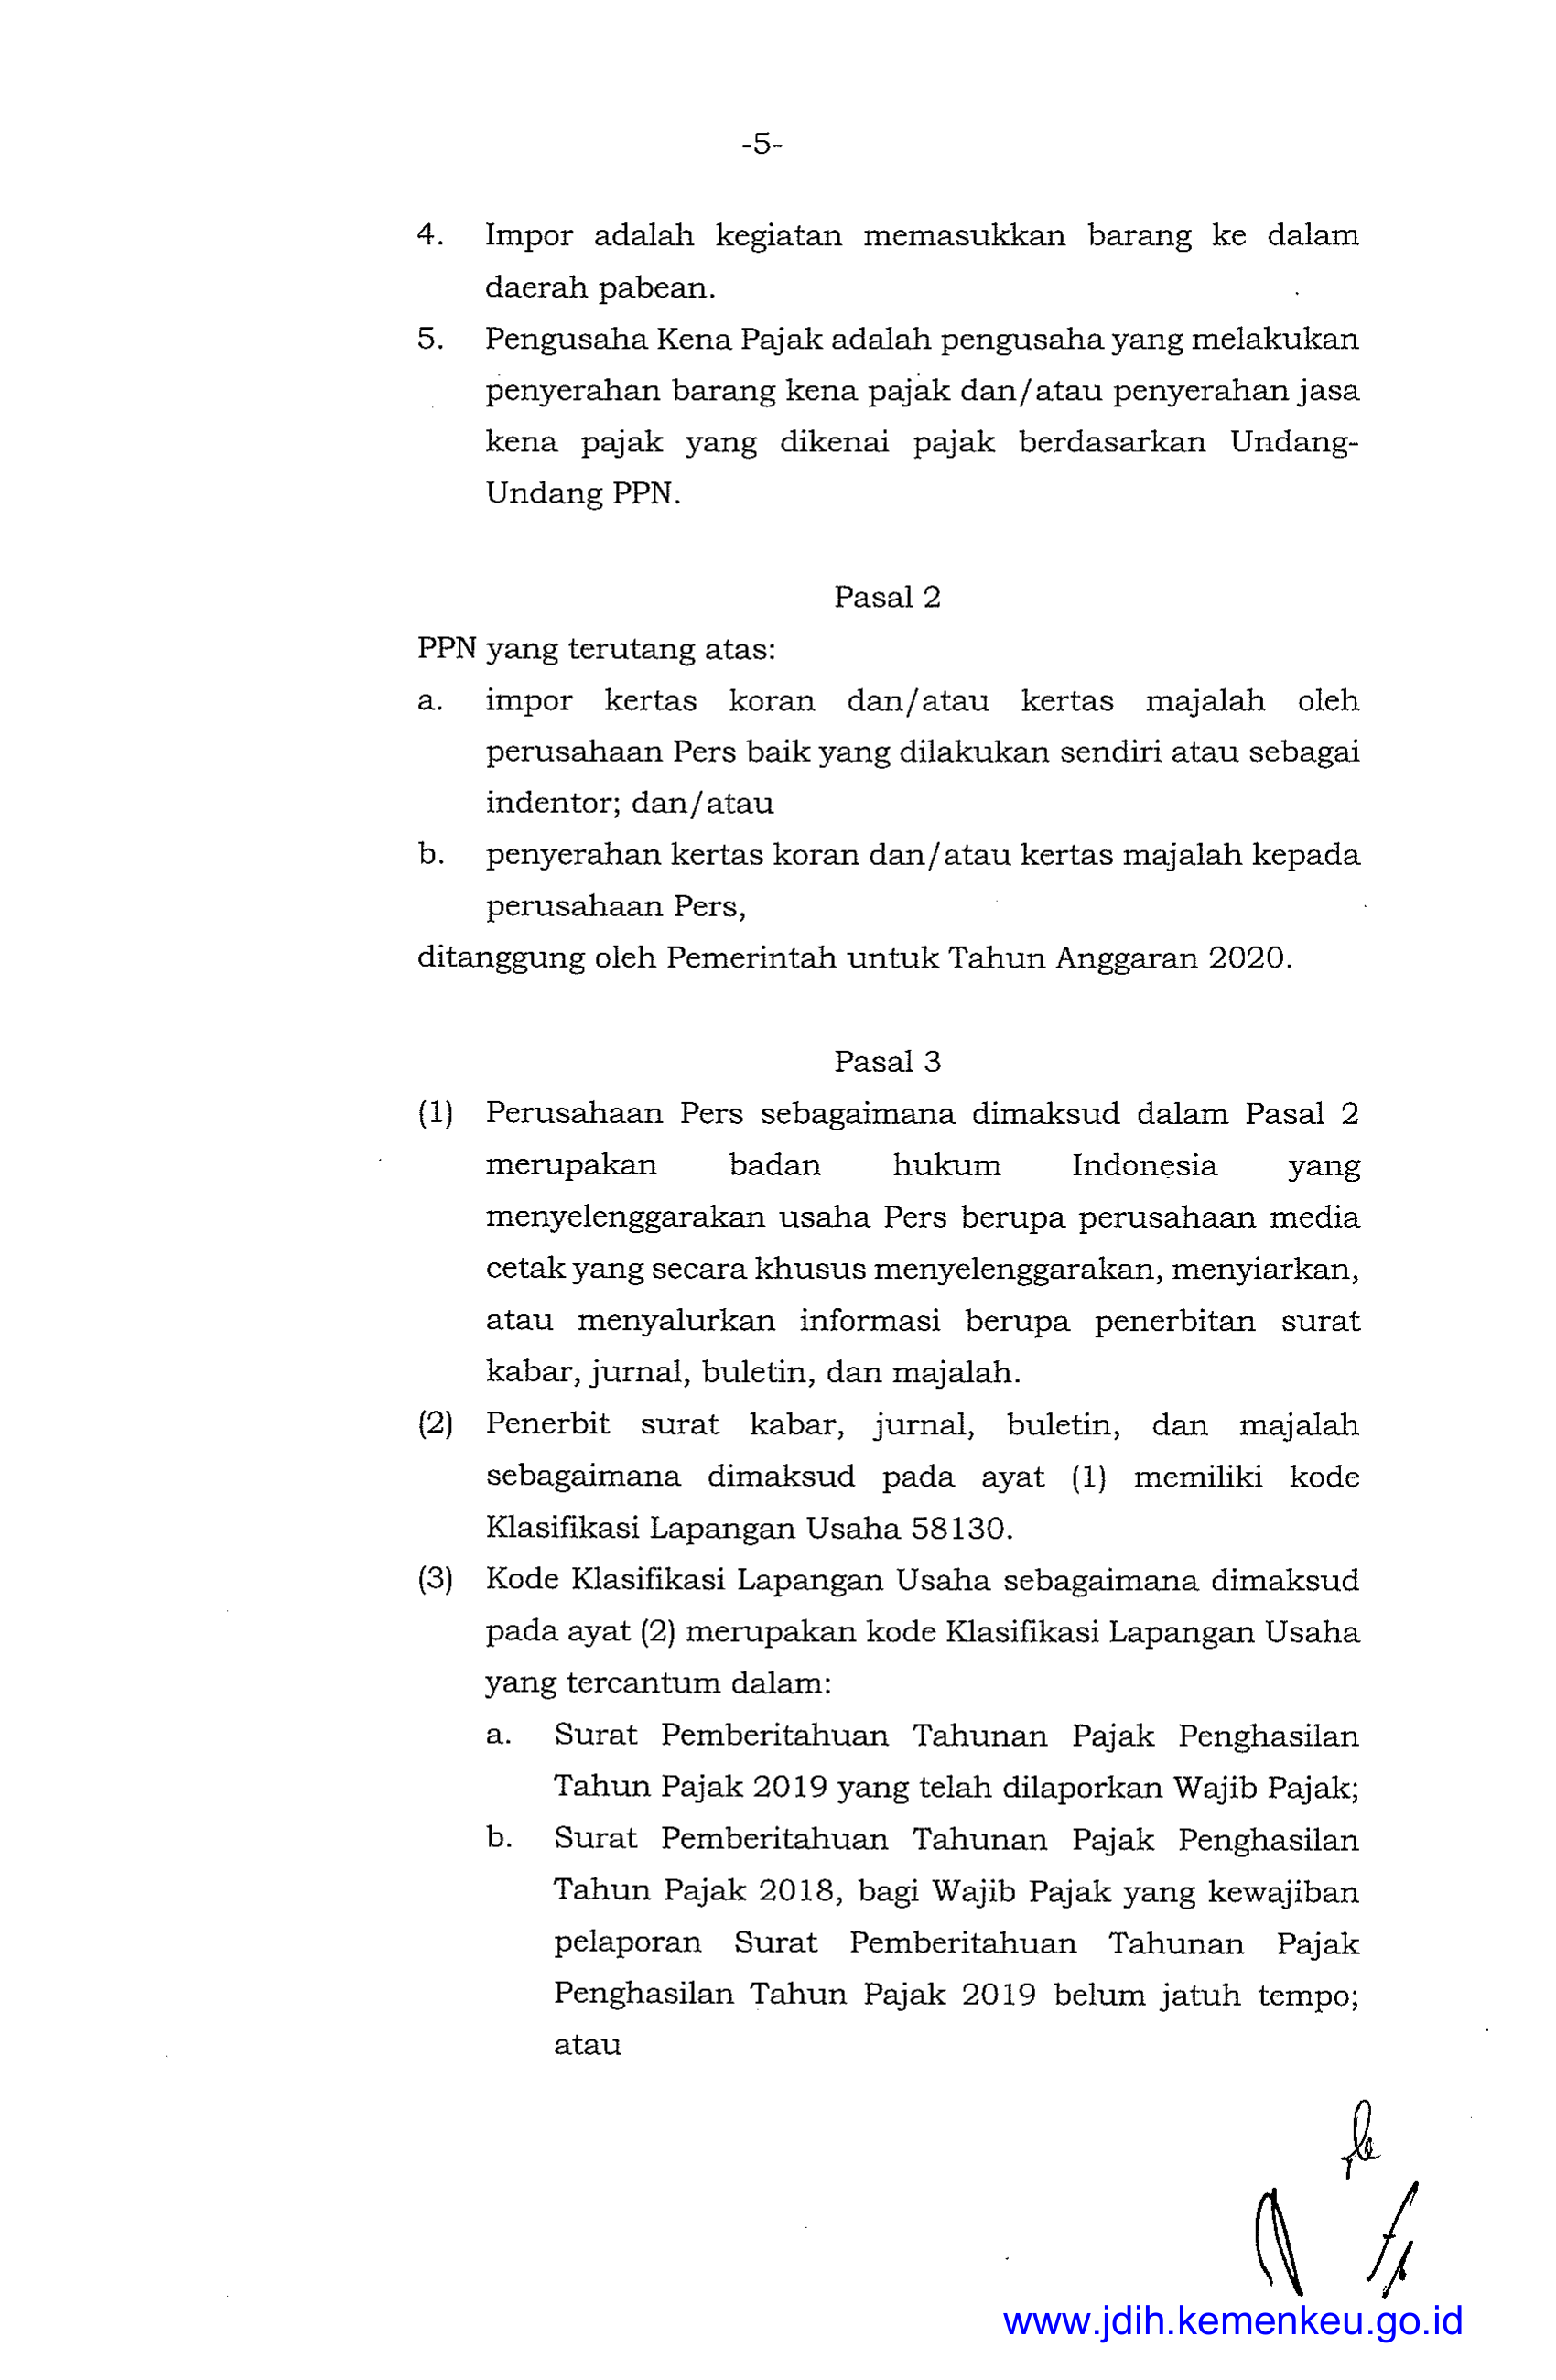 -5-
4. Impor adalah kegiatan memasukkan barang ke dalam
daerah pabean.
5. Pengusaha Kena Pajak adalah pengusaha yang melakukan
penyerahan barang kena pajak dan/atau penyerahan jasa
kena pajak yang dikenai pajak berdasarkan Undang-
Undang PPN.
Pasal 2
PPN yang terutang atas:
a. impor kertas koran dan/atau kertas majalah oleh
perusahaan Pers baik yang dilakukan sendiri atau sebagai
indentor; dan/atau
b. penyerahan kertas koran dan/atau kertas majalah kepada
perusahaan Pers,
ditanggung oleh Pemerintah untuk Tahun Anggaran 2020.
Pasal 3
(1) Perusahaan Pers sebagaimana dimaksud dalam Pasal 2
merupakan badan hukum Indonesia yang
menyelenggarakan usaha Pers berupa perusahaan media
cetak yang secara khusus menyelenggarakan, menyiarkan,
atau menyalurkan informasi berupa penerbitan surat
kabar, jurnal, buletin, dan majalah.
(2) Penerbit surat kabar, jurnal, buletin, dan majalah
sebagaimana dimaksud pada ayat (1) memiliki kode
Klasifikasi Lapangan Usaha 58130.
(3) Kode Klasifikasi Lapangan Usaha sebagaimana dimaksud
pada ayat (2) merupakan kode Klasifikasi Lapangan Usaha
yang tercantum dalam:
a. Surat Pemberitahuan Tahunan Pajak Penghasilan
Tahun Pajak 2019 yang telah dilaporkan Wajib Pajak;
b. Surat Pemberitahuan Tahunan Pajak Penghasilan
Tahun Pajak 2018, bagi Wajib Pajak yang kewajiban
pelaporan Surat Pemberitahuan Tahunan Pajak
Penghasilan Tahun Pajak 2019 belum jatuh tempo;
atau
www.jdih.kemenkeu.go.id